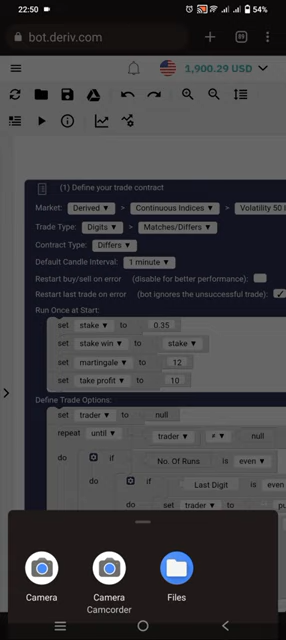 22:50
54%
bot.deriv.com
89
1,900.29 USD
(1) Define your trade contract
Market: Derived ▼ > Continuous Indices ▼ > Volatility 50
Trade Type: Digits ▼ > Matches/Differs ▼
Contract Type: Differs ▼
Default Candle Interval: 1 minute ▼
Restart buy/sell on error (disable for better performance):
Restart last trade on error (bot ignores the unsuccessful trade): ✓
Run Once at Start:
set stake ▼ to 0.35
set stake win ▼ to stake ▼
set martingale ▼ to 12
set take profit ▼ to 10
Define Trade Options:
set trader ▼ to null
repeat until ▼ trader ▼ ≠ ▼ null
do if No. Of Runs is even ▼
do if Last Digit is even
do set trader ▼ to
Camera
Camera
Camcorder
Files